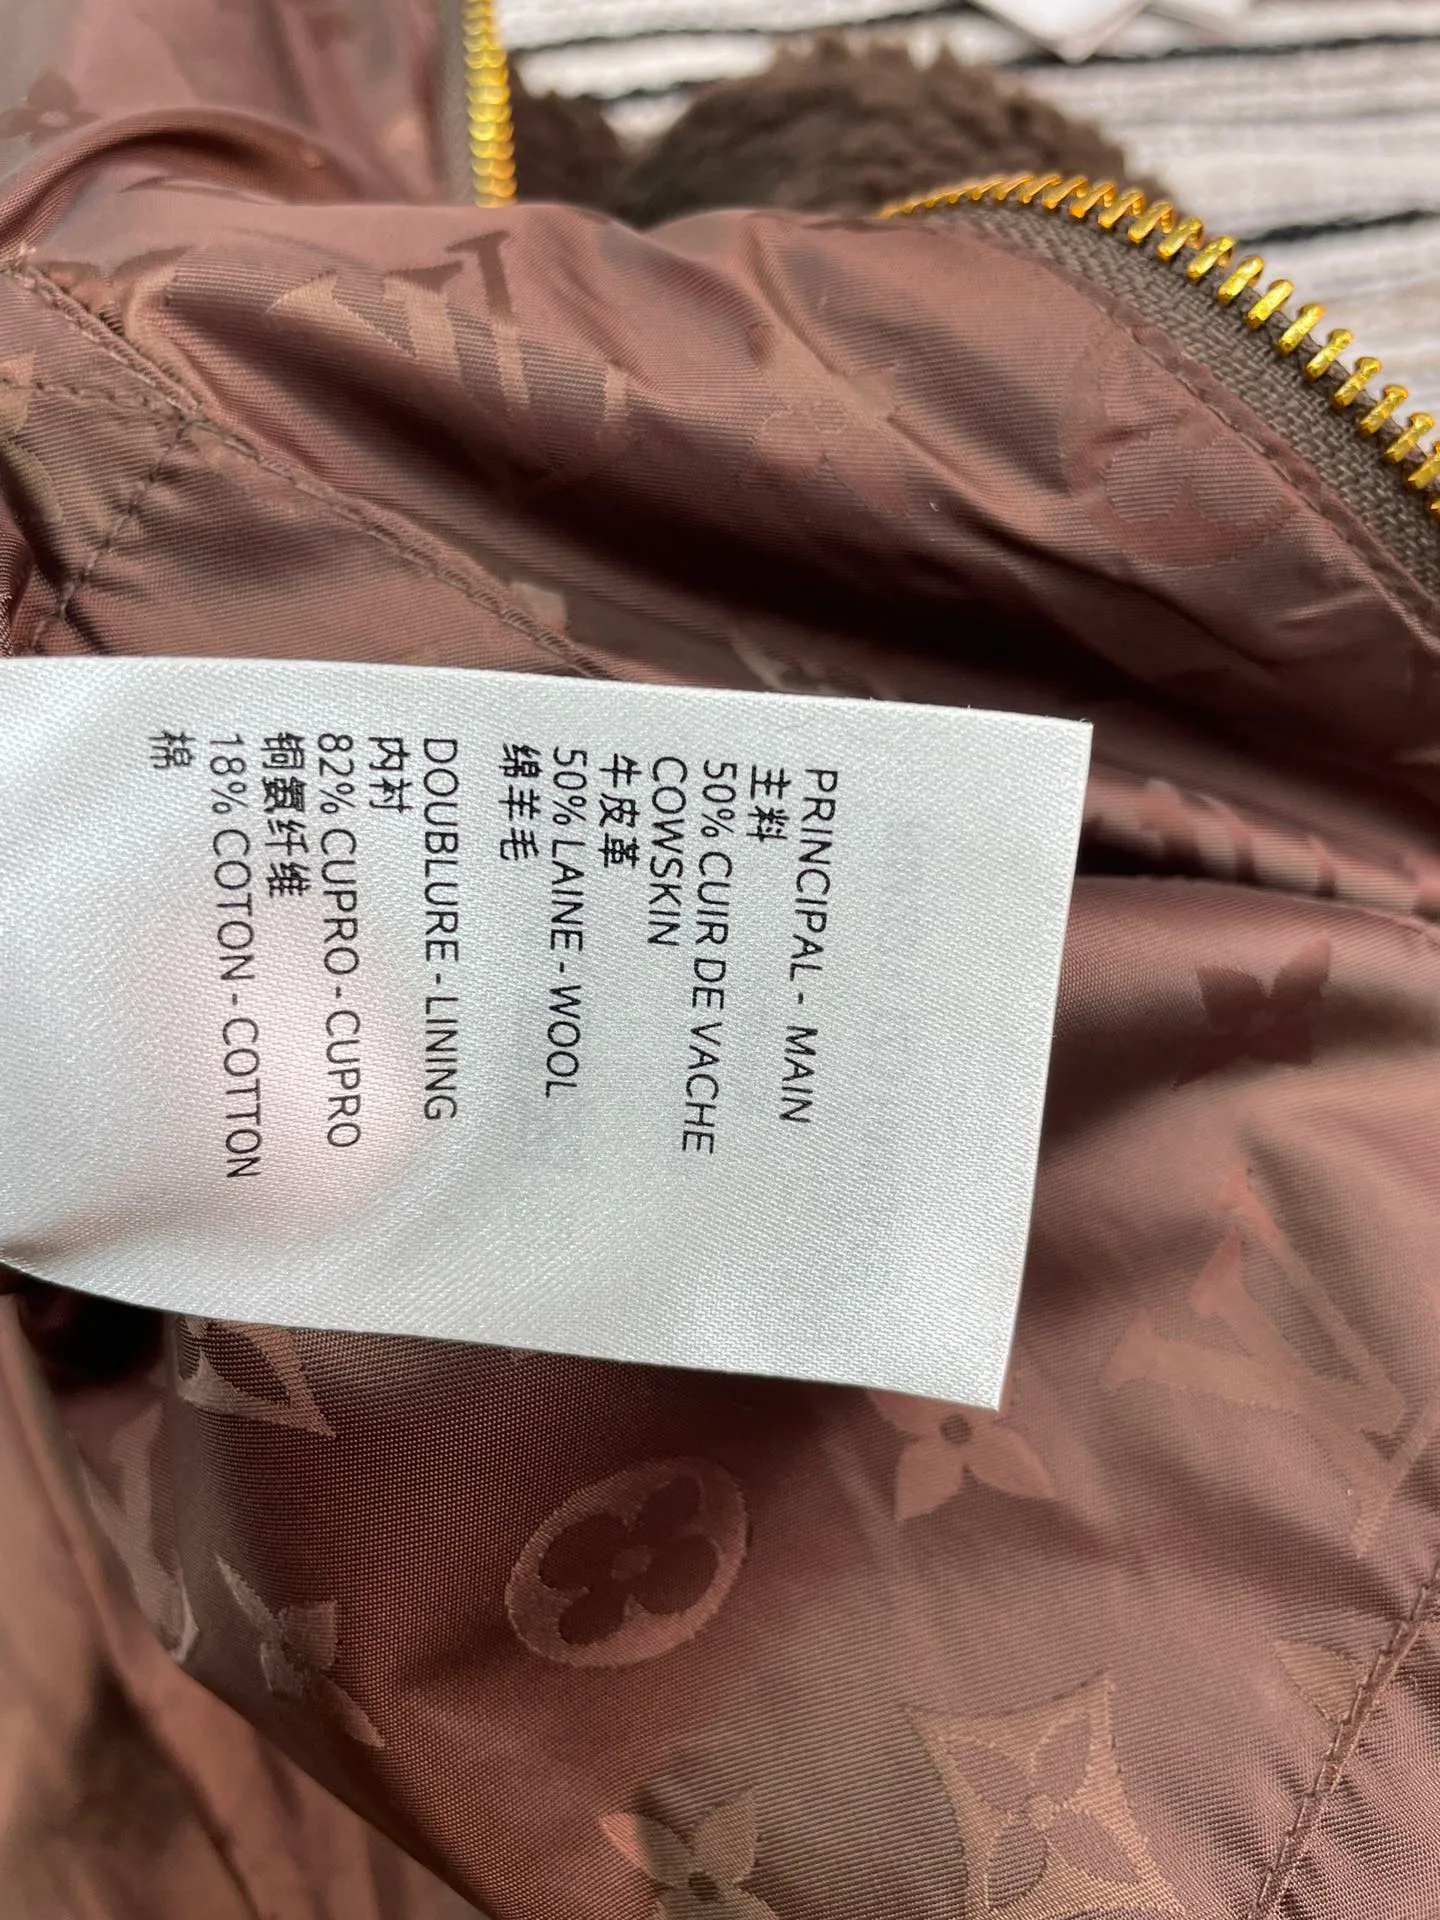 PRINCIPAL - MAIN
主料
50% CUIR DE VACHE
COWSKIN
牛皮革
50% LAINE - WOOL
绵羊毛
DOUBLURE - LINING
内衬
82% CUPRO - CUPRO
铜氨纤维
18% COTON - COTTON
棉